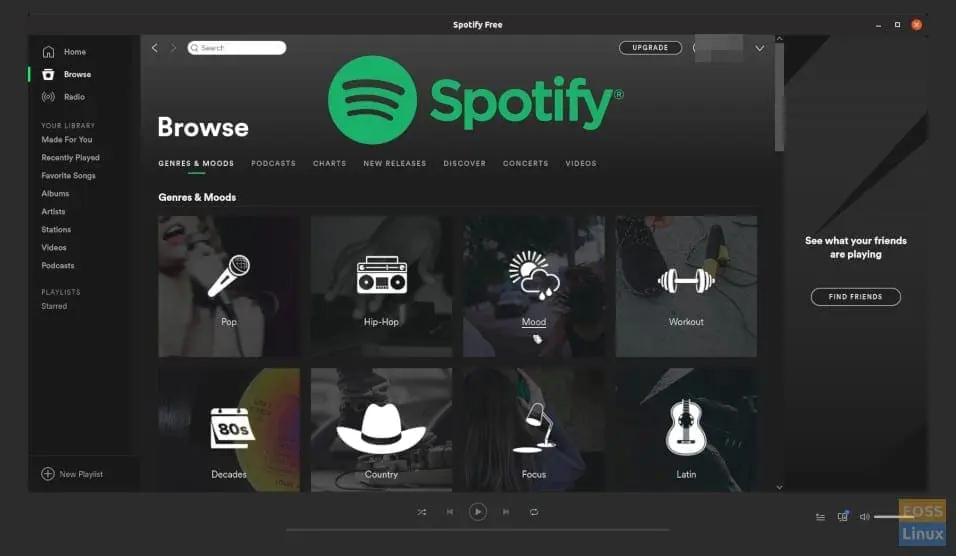 Spotify Free
Home
Browse
Radio
YOUR LIBRARY
Made For You
Recently Played
Favorite Songs
Albums
Artists
Stations
Videos
Podcasts
PLAYLISTS
Starred
New Playlist
Search
UPGRADE
Spotify®
Browse
GENRES & MOODS PODCASTS CHARTS NEW RELEASES DISCOVER CONCERTS VIDEOS
Genres & Moods
Pop
Hip-Hop
Mood
Workout
80s
Decades
Country
Focus
Latin
See what your friends
are playing
FIND FRIENDS
FOSS
Linux